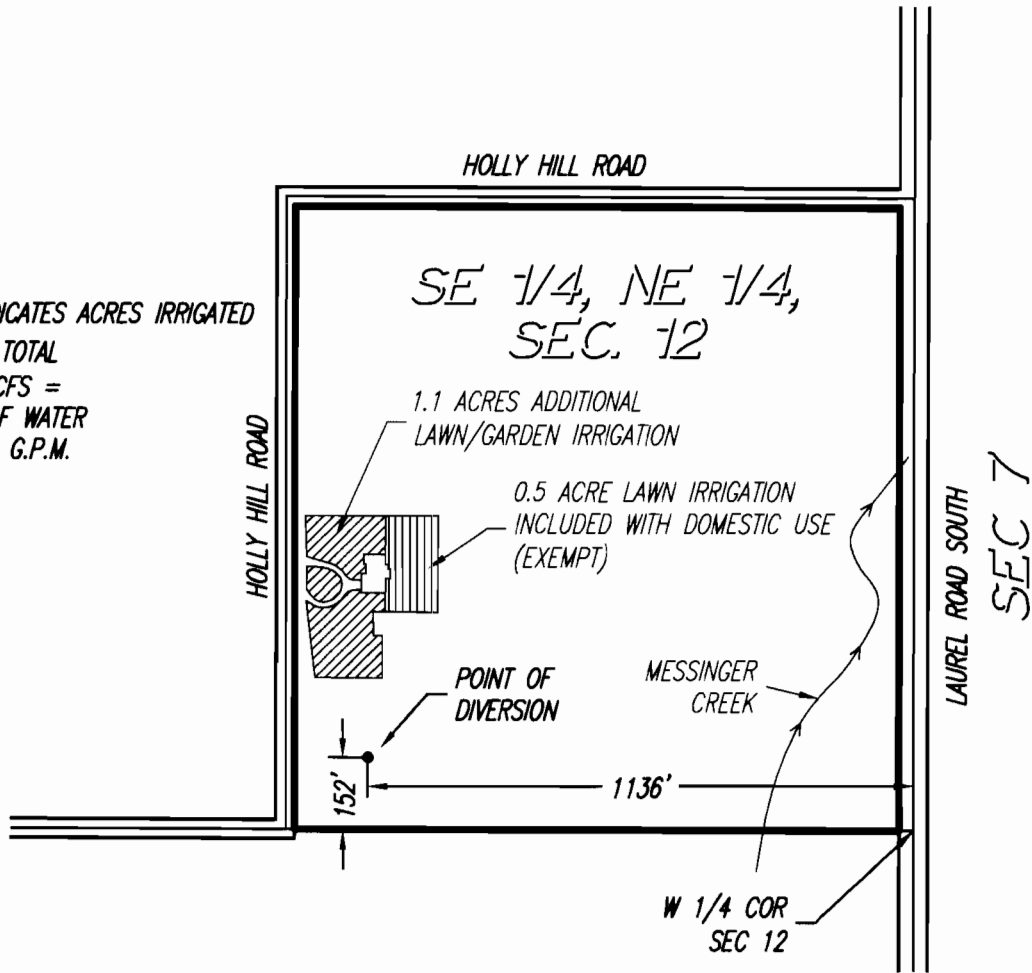 HOLLY HILL ROAD
SE 1/4, NE 1/4,
SEC. 12
ICATES ACRES IRRIGATED
TOTAL
CFS =
F WATER
G.P.M.
HOLLY HILL ROAD
1.1 ACRES ADDITIONAL
LAWN/GARDEN IRRIGATION
0.5 ACRE LAWN IRRIGATION
INCLUDED WITH DOMESTIC USE
(EXEMPT)
LAUREL ROAD SOUTH
SEC 7
POINT OF
DIVERSION
MESSINGER
CREEK
152'
1136'
W 1/4 COR
SEC 12